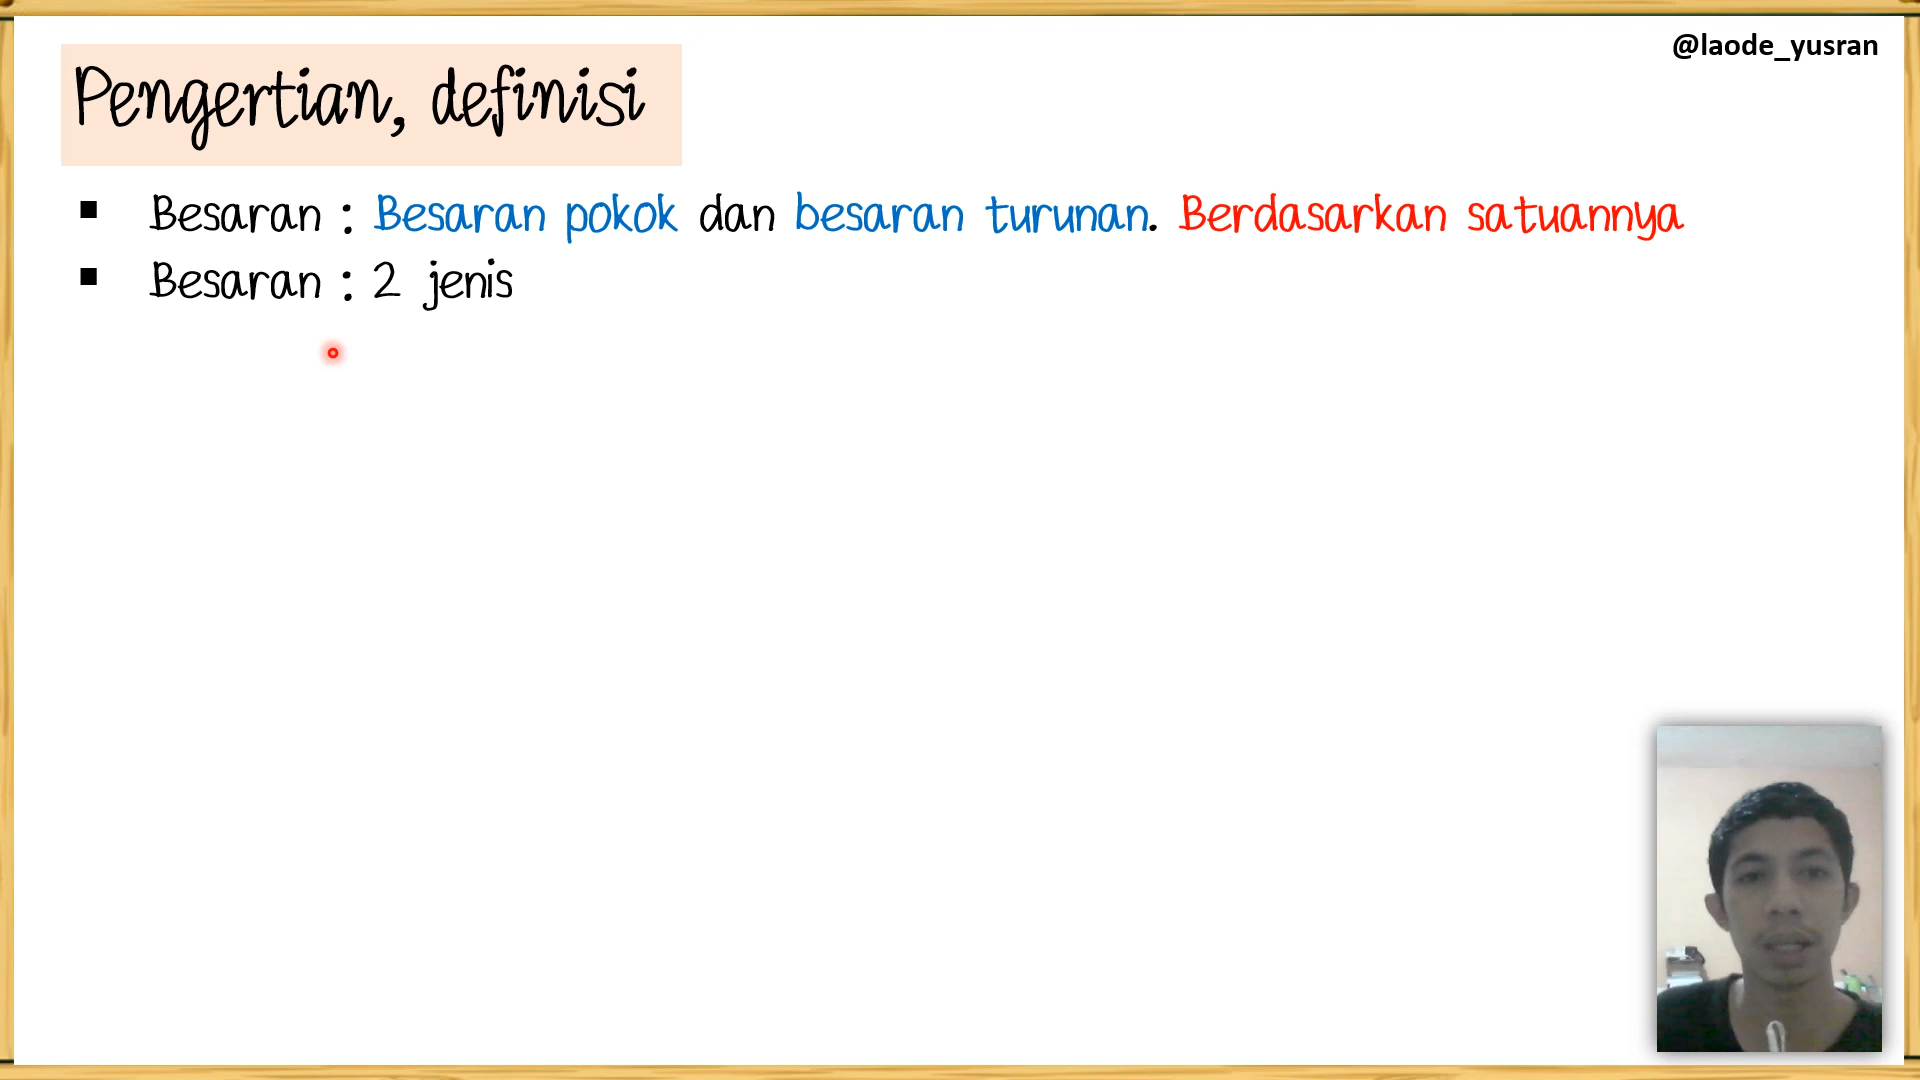 @laode_yusran
Pengertian, definisi
▪ Besaran : Besaran pokok dan besaran turunan. Berdasarkan satuannya
▪ Besaran : 2 jenis